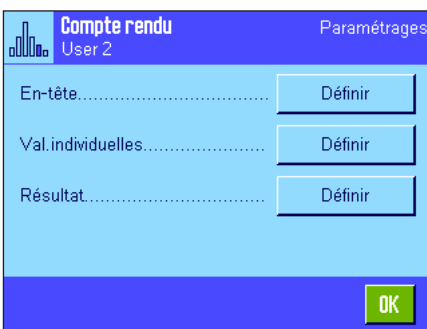 Compte rendu Paramétrages
User 2
En-tête.................................. Définir
Val.individuelles...................... Définir
Résultat................................. Définir
OK